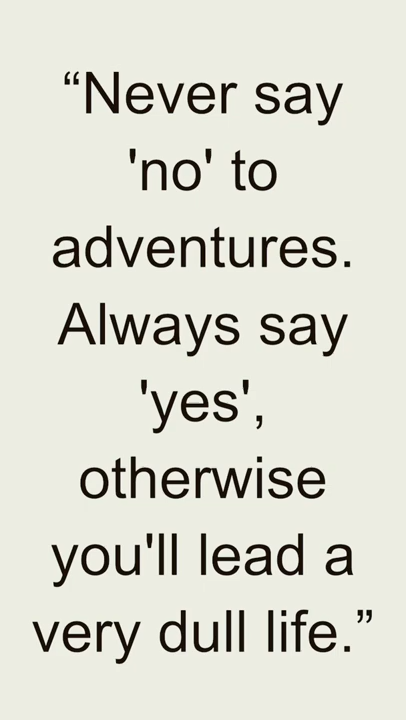 “Never say
'no' to
adventures.
Always say
'yes',
otherwise
you'll lead a
very dull life.”